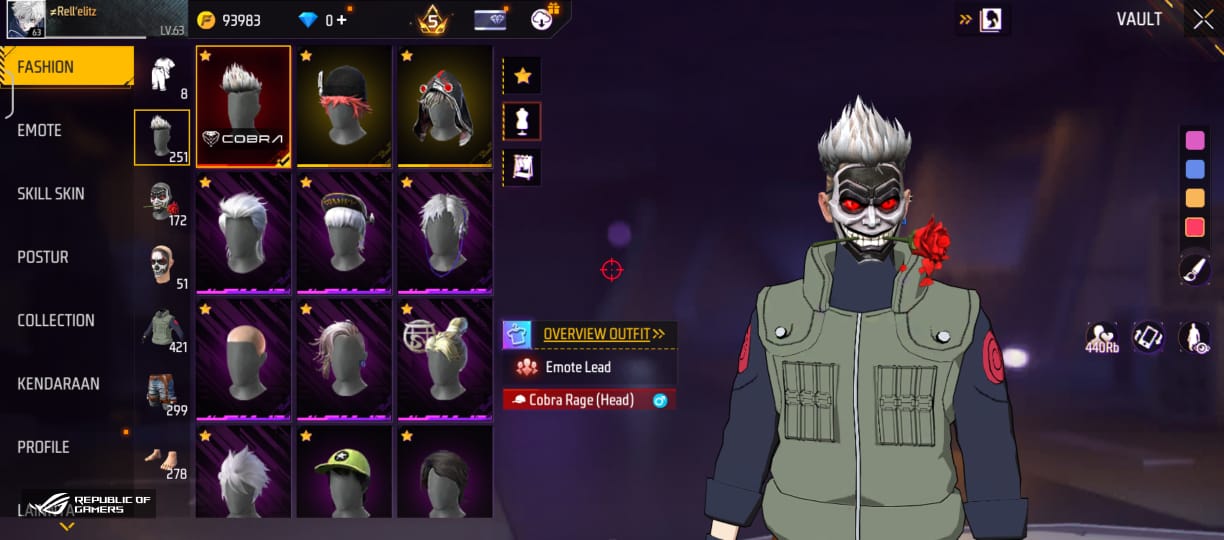 ≠Rell'elitz
63
LV.63
93983
0 +
5
VAULT
FASHION
EMOTE
SKILL SKIN
POSTUR
COLLECTION
KENDARAAN
PROFILE
8
251
172
51
421
299
278
COBRA
OVERVIEW OUTFIT >>
Emote Lead
Cobra Rage (Head)
440Rb
REPUBLIC OF
GAMERS